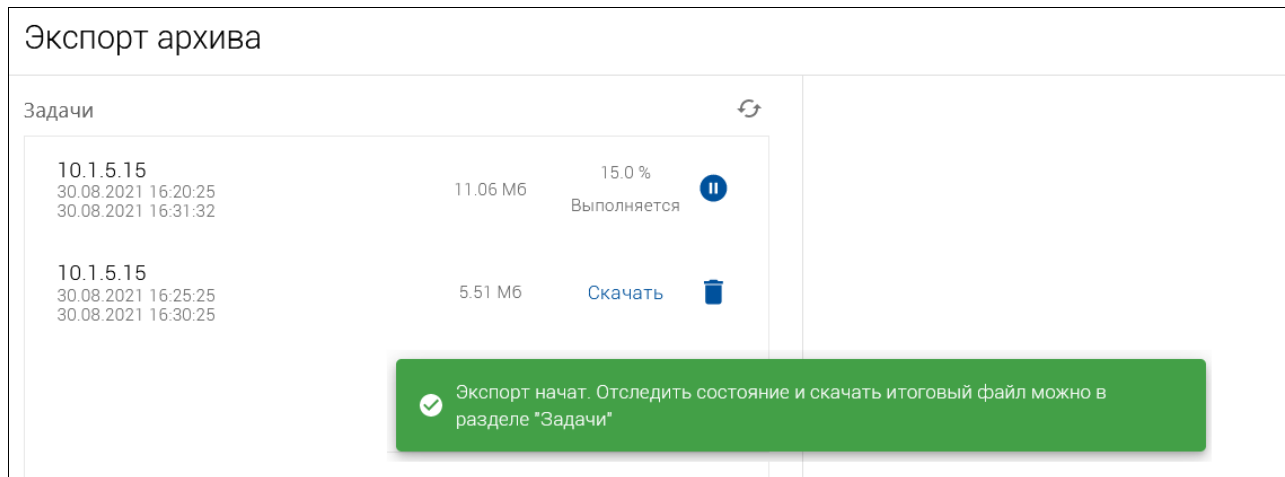 Экспорт архива
Задачи
10.1.5.15
30.08.2021 16:20:25
30.08.2021 16:31:32
11.06 Мб
15.0 %
Выполняется
10.1.5.15
30.08.2021 16:25:25
30.08.2021 16:30:25
5.51 Мб
Скачать
Экспорт начат. Отследить состояние и скачать итоговый файл можно в
разделе "Задачи"